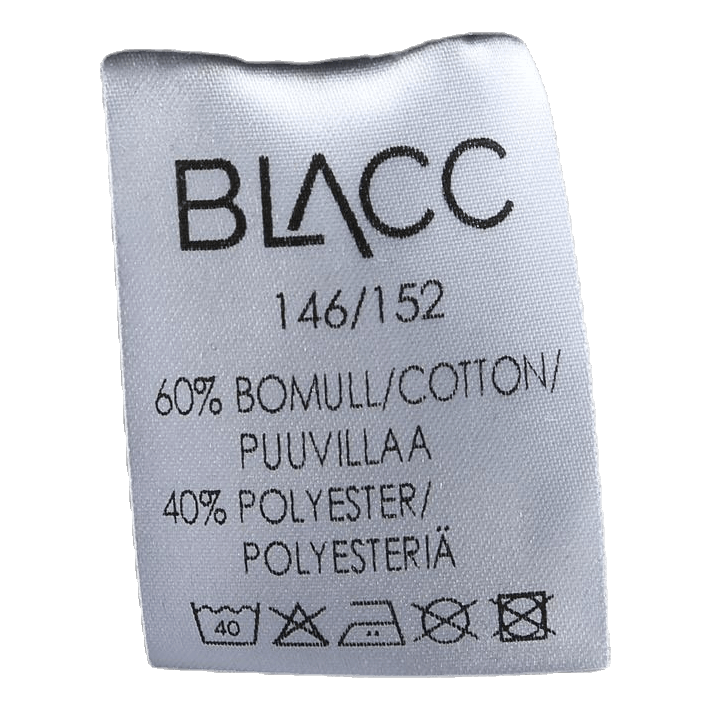 BLACC
146/152
60% BOMULL/COTTON/
PUUVILLAA
40% POLYESTER/
POLYESTERIÄ
40